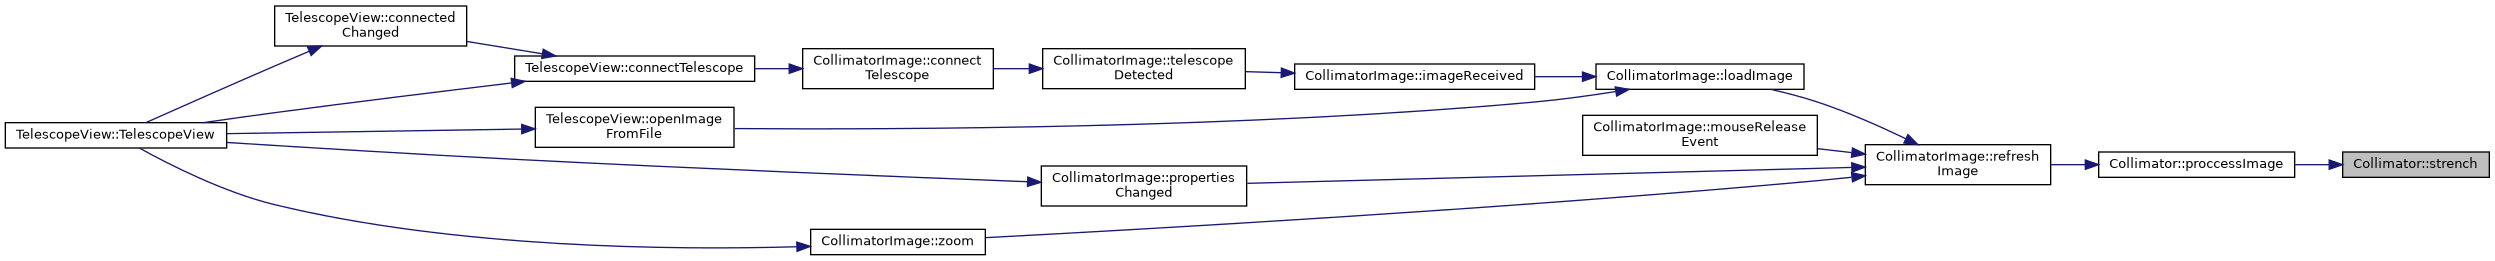 TelescopeView::connected
Changed
TelescopeView::connectTelescope
CollimatorImage::connect
Telescope
CollimatorImage::telescope
Detected
CollimatorImage::imageReceived
CollimatorImage::loadImage
TelescopeView::TelescopeView
TelescopeView::openImage
FromFile
CollimatorImage::mouseRelease
Event
CollimatorImage::refresh
Image
Collimator::proccessImage
Collimator::strench
CollimatorImage::properties
Changed
CollimatorImage::zoom